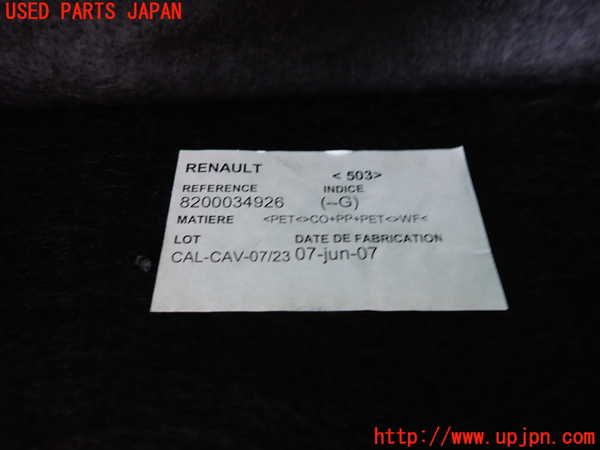 USED PARTS JAPAN
RENAULT <503>
REFERENCE INDICE
8200034926 (--G)
MATIERE <PET<>CO+PP+PET<>WF<
LOT DATE DE FABRICATION
CAL-CAV-07/23 07-jun-07
http://www.upjpn.com/